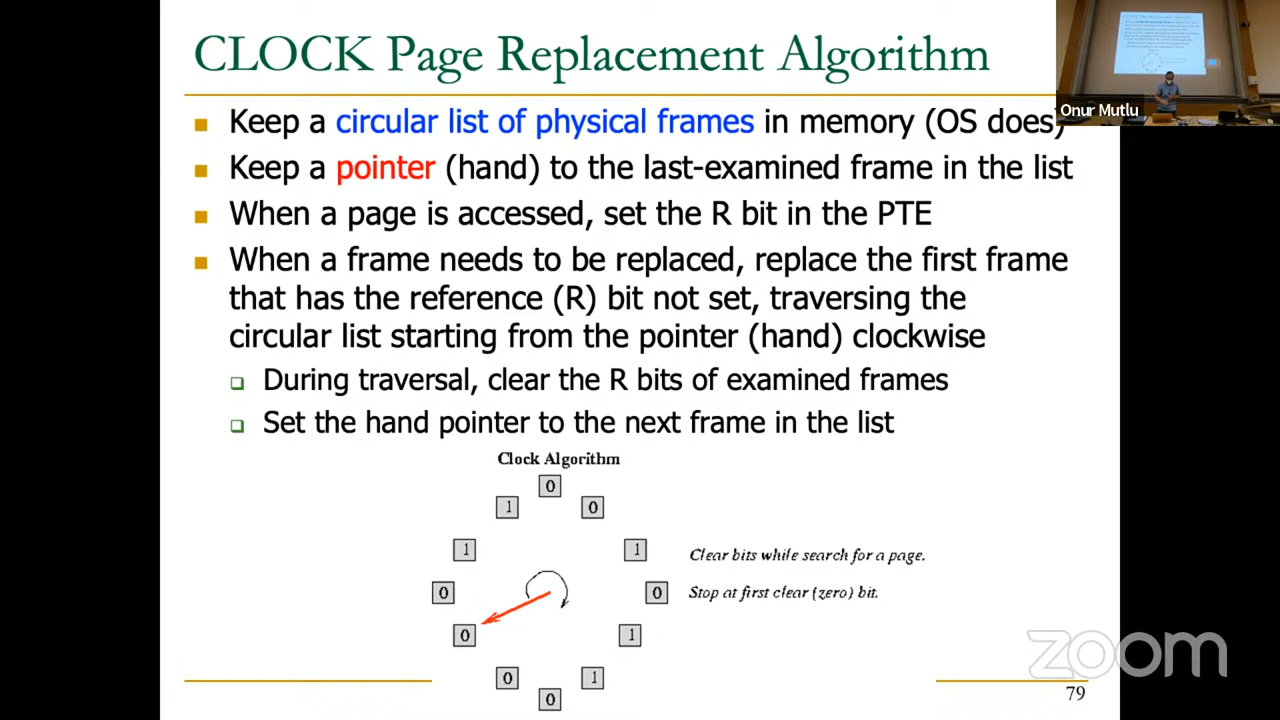 CLOCK Page Replacement Algorithm
Onur Mutlu
Keep a circular list of physical frames in memory (OS does)
Keep a pointer (hand) to the last-examined frame in the list
When a page is accessed, set the R bit in the PTE
When a frame needs to be replaced, replace the first frame
that has the reference (R) bit not set, traversing the
circular list starting from the pointer (hand) clockwise
During traversal, clear the R bits of examined frames
Set the hand pointer to the next frame in the list
Clock Algorithm
0
1
0
1
1
Clear bits while search for a page.
0
0
Stop at first clear (zero) bit.
0
1
0
1
0
zoom
79